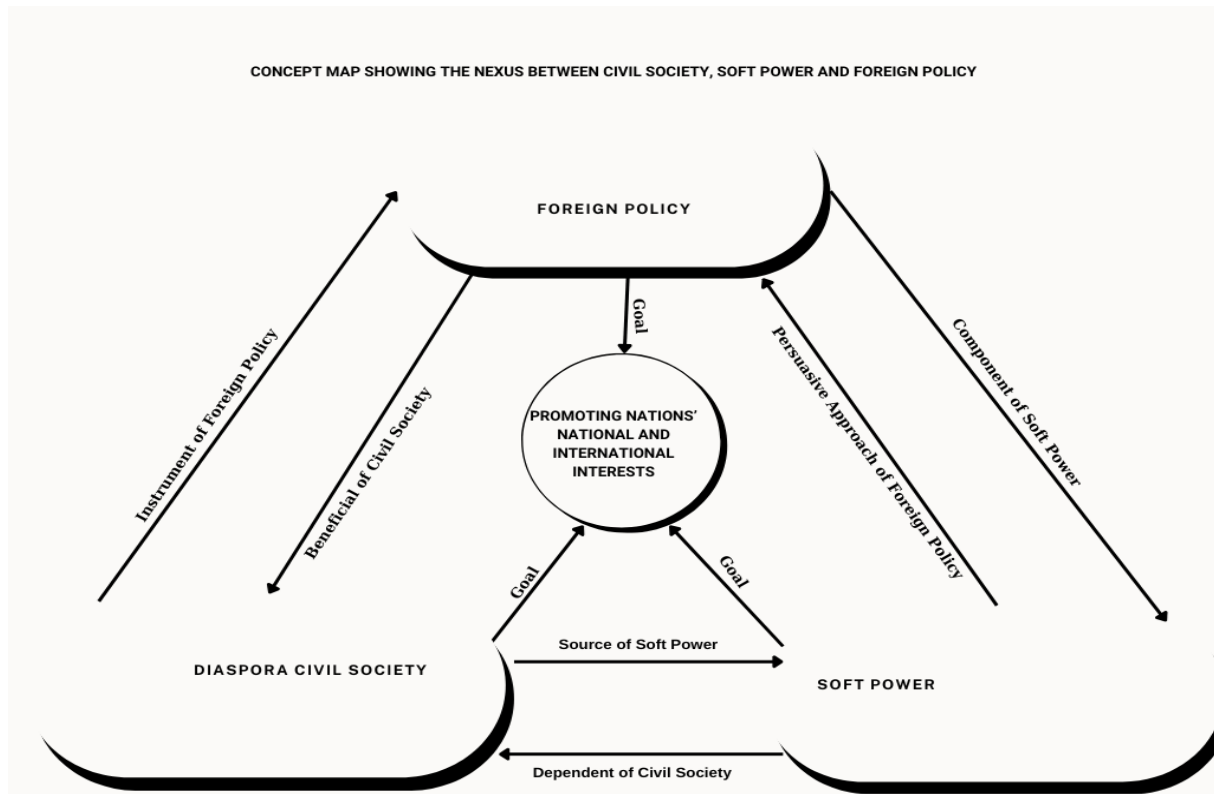 CONCEPT MAP SHOWING THE NEXUS BETWEEN CIVIL SOCIETY, SOFT POWER AND FOREIGN POLICY
FOREIGN POLICY
Goal
Instrument of Foreign Policy
Beneficial of Civil Society
Persuasive Approach of Foreign Policy
Component of Soft Power
PROMOTING NATIONS'
NATIONAL AND
INTERNATIONAL
INTERESTS
Goal
Goal
Source of Soft Power
DIASPORA CIVIL SOCIETY
SOFT POWER
Dependent of Civil Society